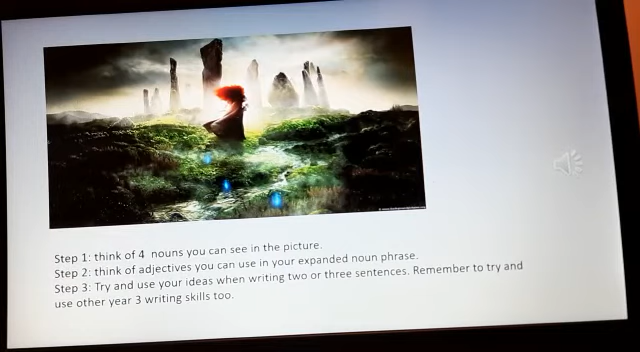 Step 1: think of 4 nouns you can see in the picture.
Step 2: think of adjectives you can use in your expanded noun phrase.
Step 3: Try and use your ideas when writing two or three sentences. Remember to try and
use other year 3 writing skills too.